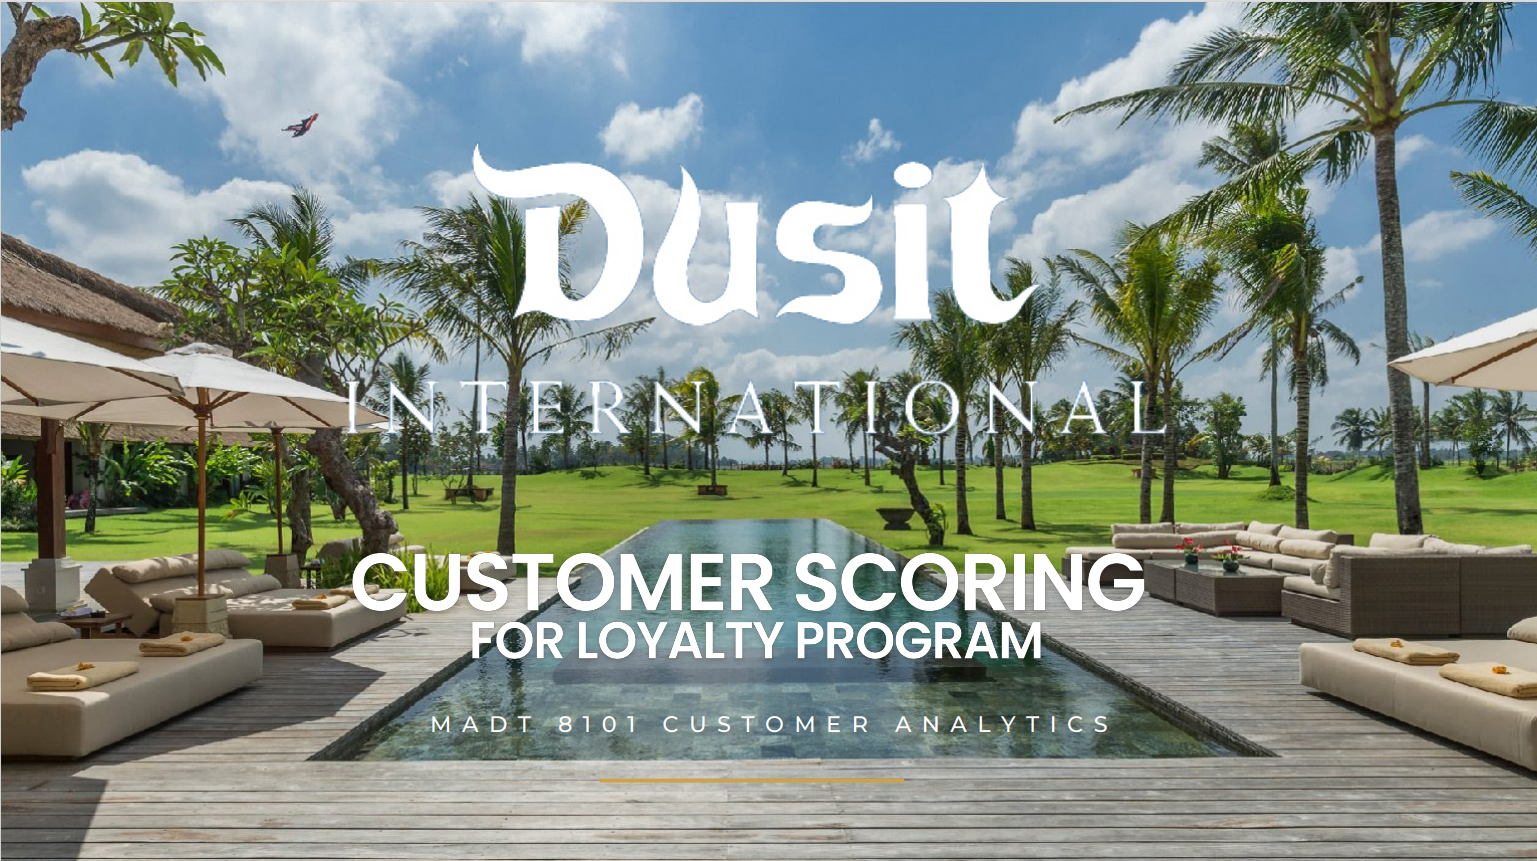 Dusit
INTERNATIONAL
CUSTOMER SCORING
FOR LOYALTY PROGRAM
MADT 8101 CUSTOMER ANALYTICS